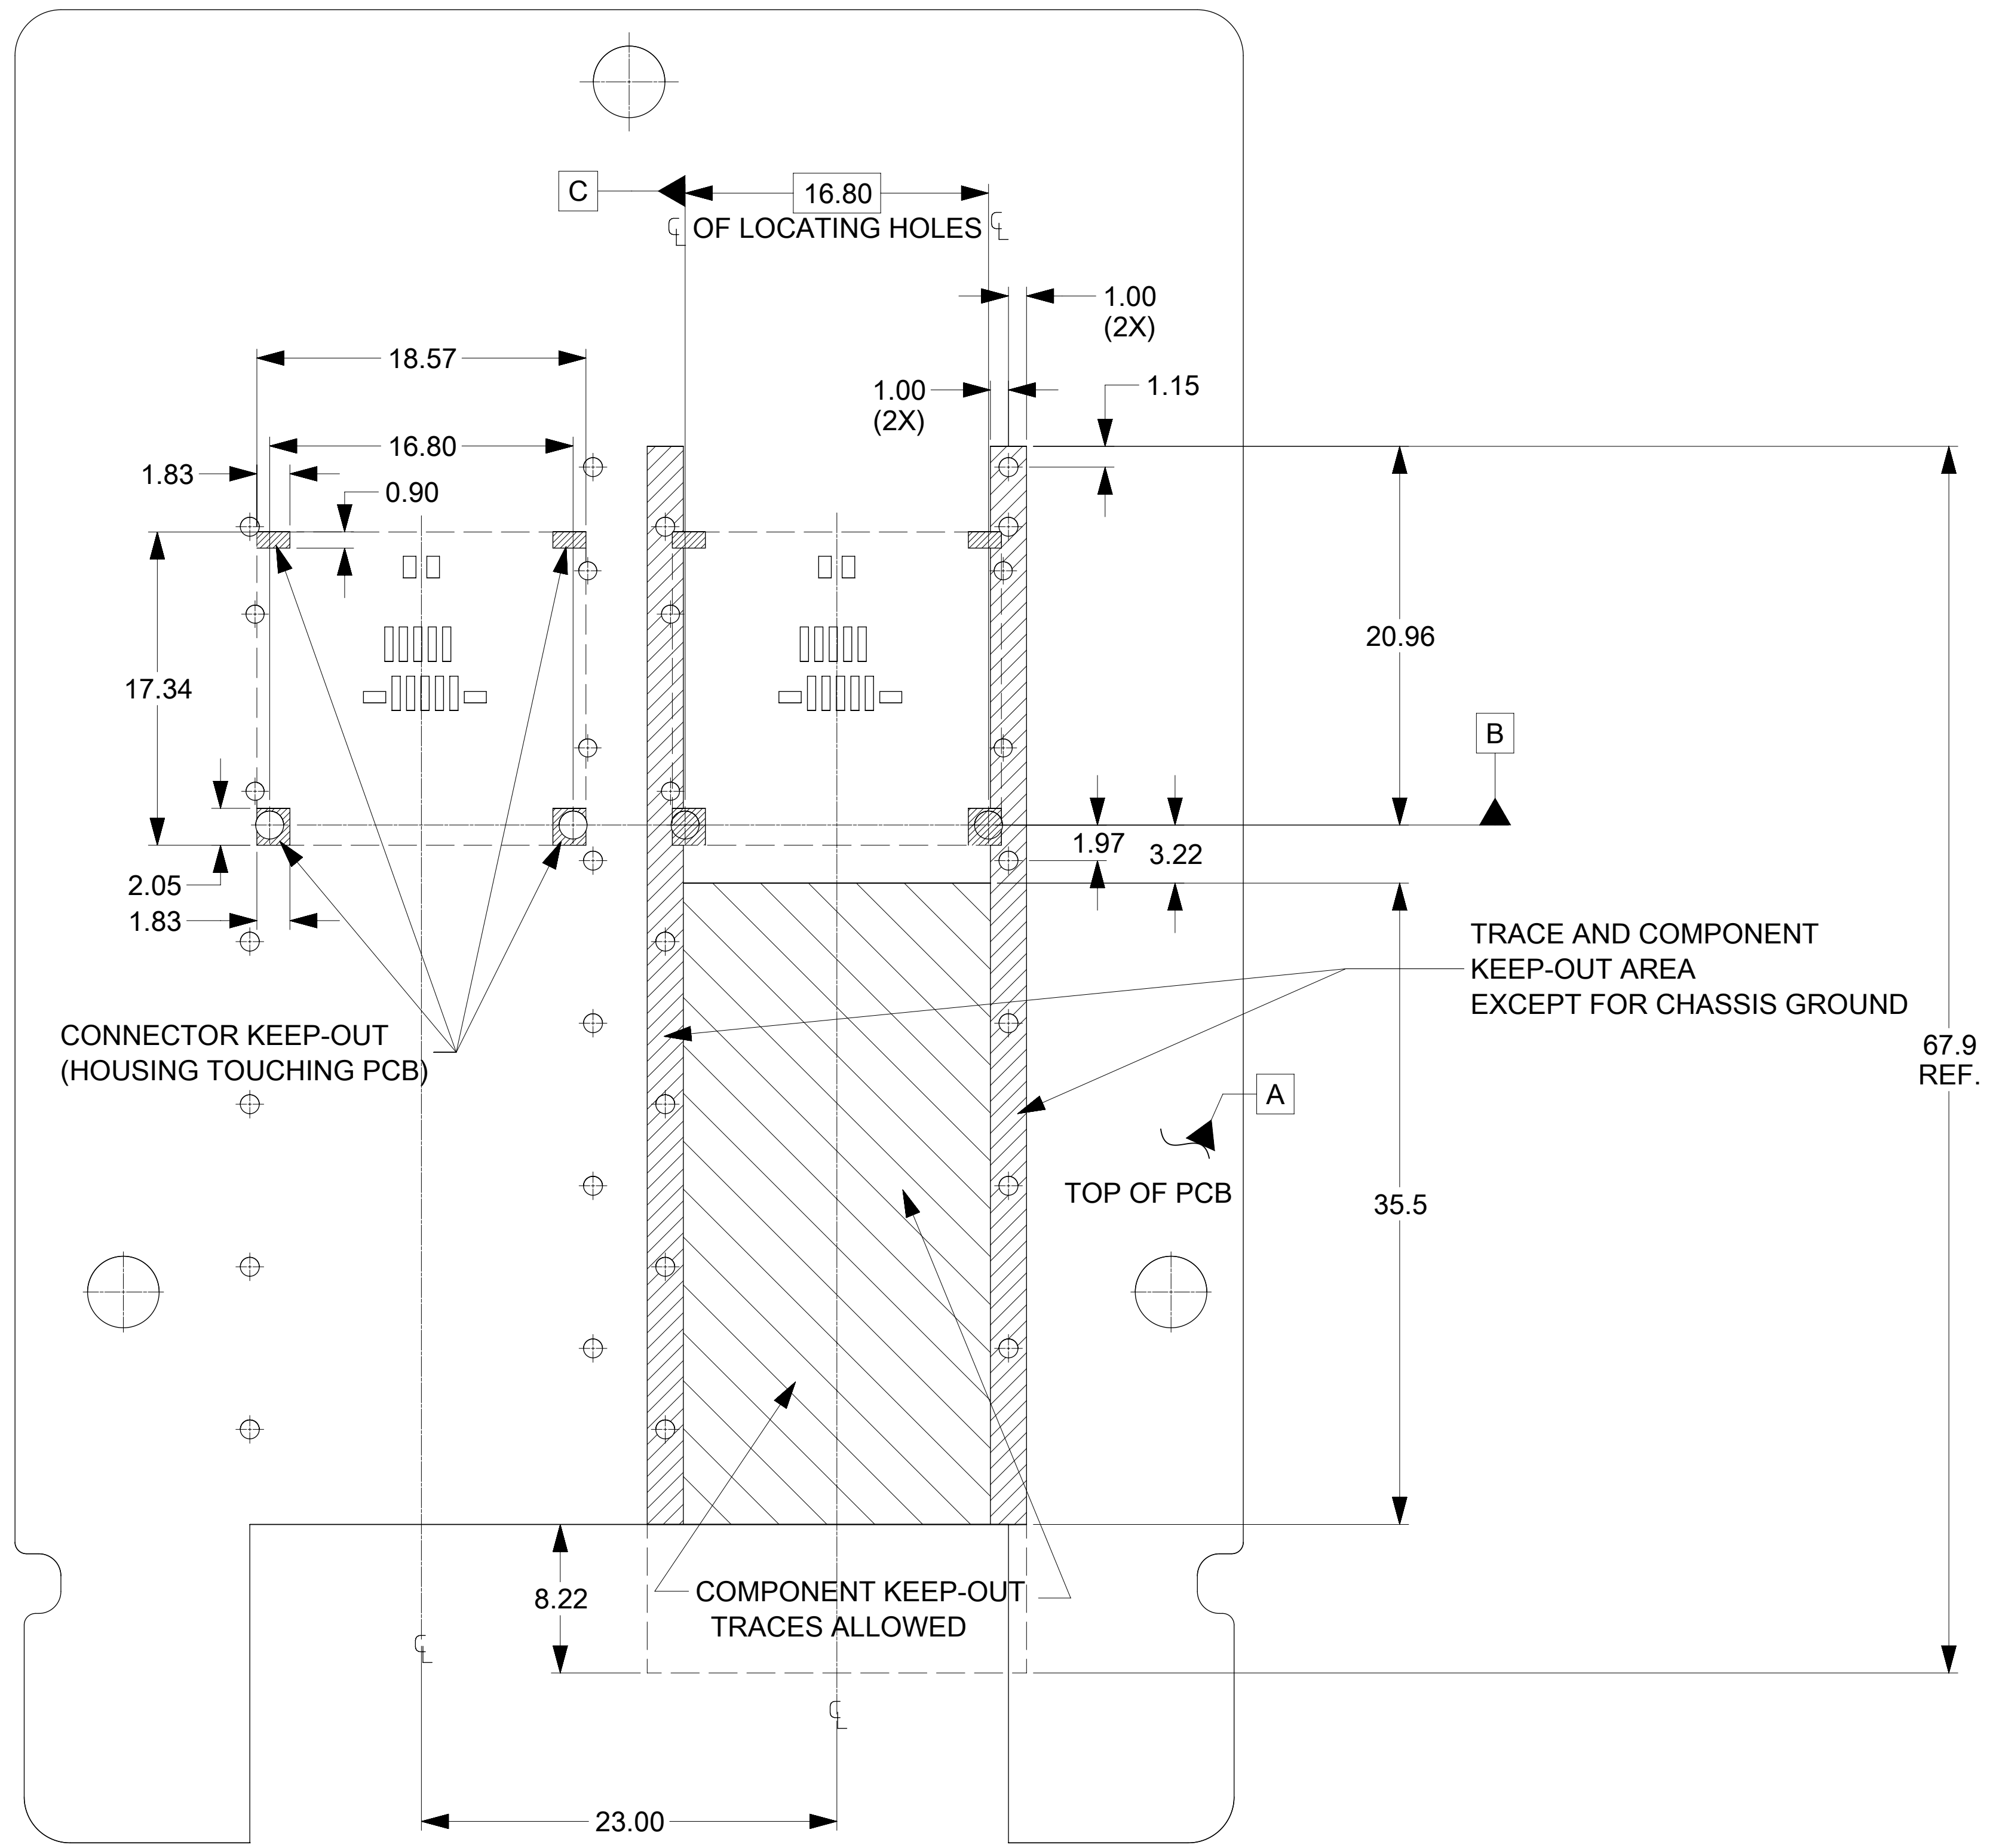 C
16.80
℄ OF LOCATING HOLES ℄
1.00
(2X)
18.57
1.00
(2X)
1.15
16.80
1.83
0.90
20.96
17.34
B
1.97
3.22
2.05
1.83
TRACE AND COMPONENT
KEEP-OUT AREA
EXCEPT FOR CHASSIS GROUND
CONNECTOR KEEP-OUT
(HOUSING TOUCHING PCB)
67.9
REF.
A
TOP OF PCB
35.5
8.22
COMPONENT KEEP-OUT
TRACES ALLOWED
℄
℄
23.00